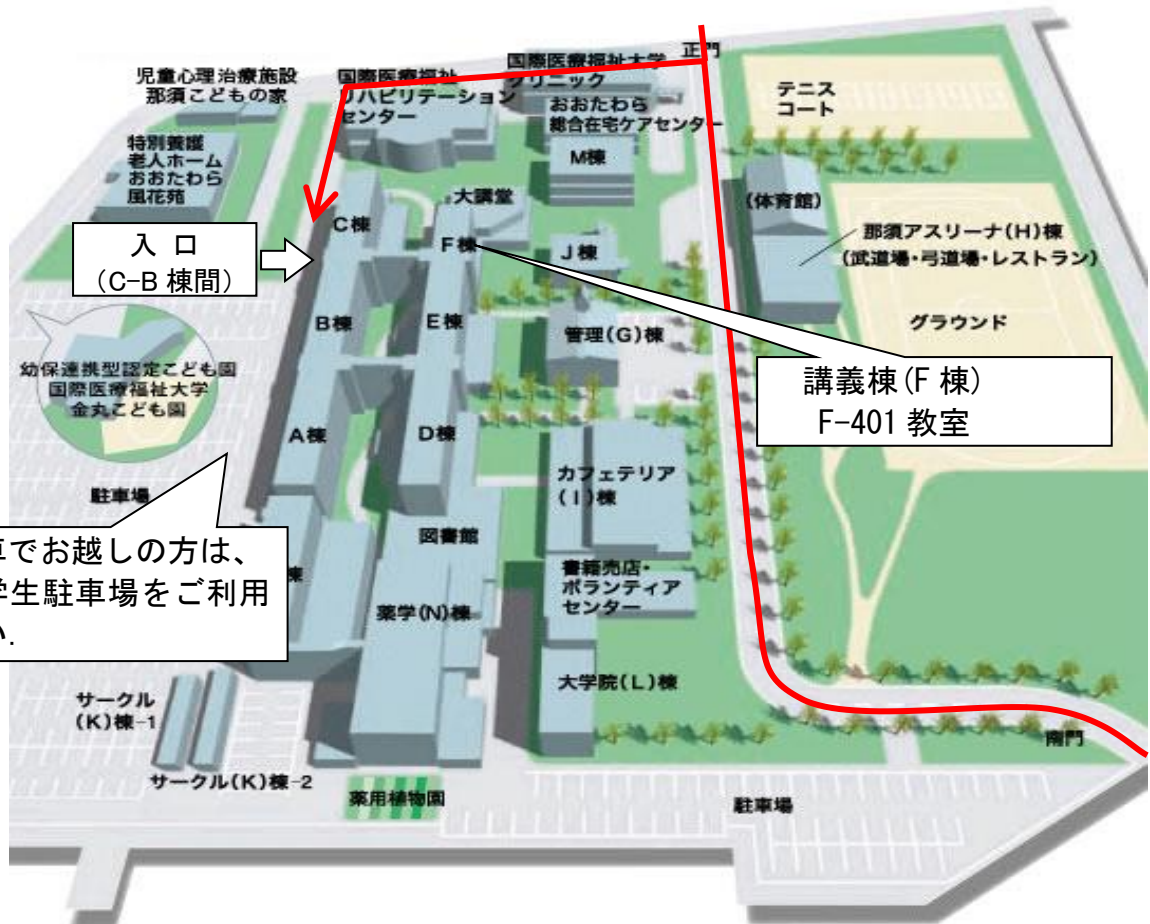 正門
国際医療福祉大学
クリニック
児童心理治療施設
那須こどもの家
国際医療福祉
リハビリテーション
センター
おおたわら
総合在宅ケアセンター
テニス
コート
特別養護
老人ホーム
おおたわら
風花苑
M棟
大講堂
(体育館)
C棟
F棟
J棟
那須アスリーナ(H)棟
(武道場・弓道場・レストラン)
入 口
(C-B 棟間)
グラウンド
B棟
E棟
管理(G)棟
幼保連携型認定こども園
国際医療福祉大学
金丸こども園
講義棟(F 棟)
F-401 教室
A棟
D棟
カフェテリア
(I)棟
駐車場
図書館
でお越しの方は、
学生駐車場をご利用
い.
棟
書籍売店・
ボランティア
センター
薬学(N)棟
大学院(L)棟
サークル
(K)棟-1
サークル(K)棟-2
南門
薬用植物園
駐車場